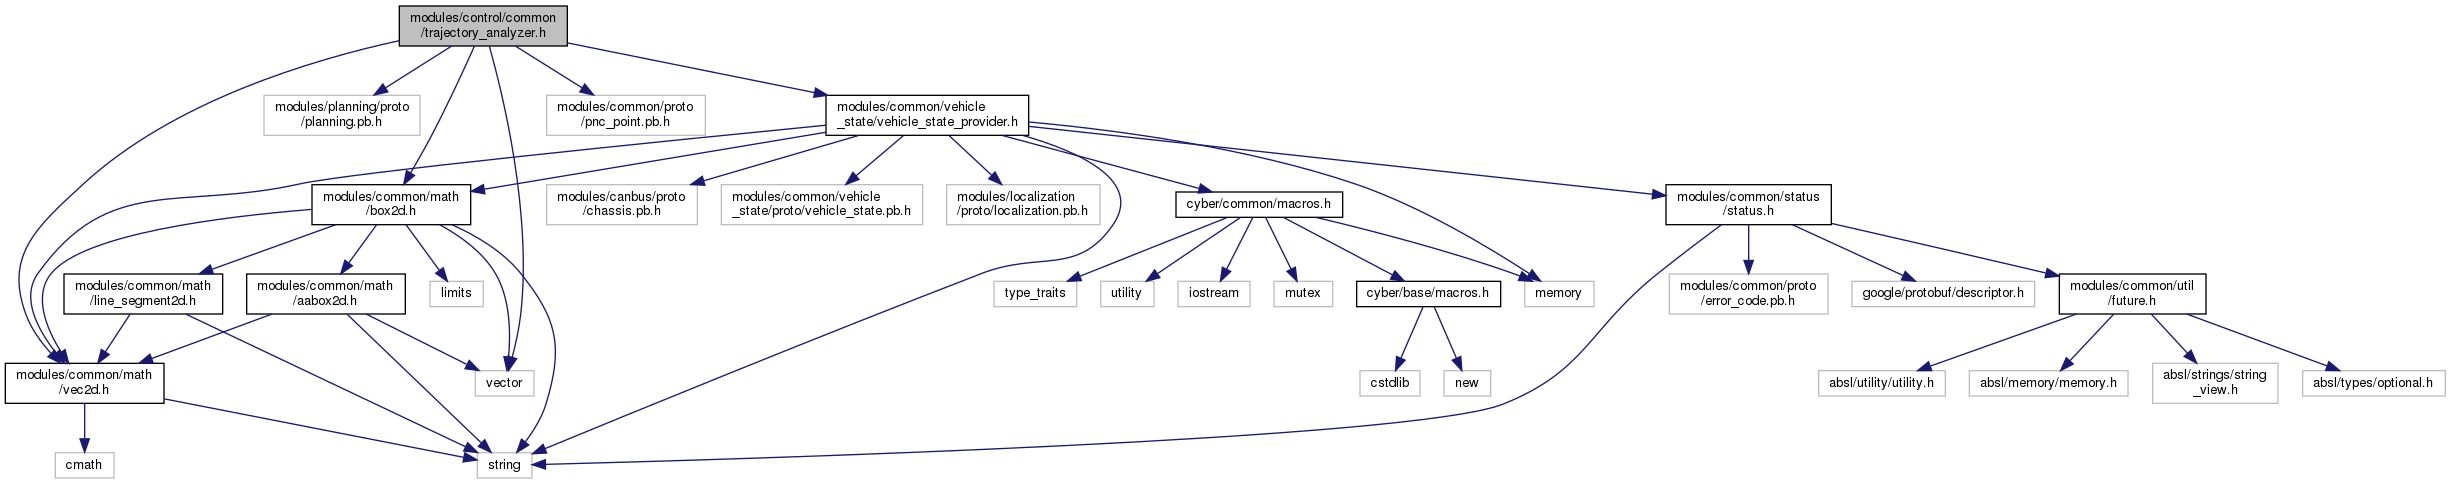 modules/control/common
/trajectory_analyzer.h
modules/planning/proto
/planning.pb.h
modules/common/proto
/pnc_point.pb.h
modules/common/vehicle
_state/vehicle_state_provider.h
modules/common/math
/box2d.h
modules/canbus/proto
/chassis.pb.h
modules/common/vehicle
_state/proto/vehicle_state.pb.h
modules/localization
/proto/localization.pb.h
cyber/common/macros.h
modules/common/status
/status.h
modules/common/math
/line_segment2d.h
modules/common/math
/aabox2d.h
limits
type_traits
utility
iostream
mutex
cyber/base/macros.h
memory
modules/common/proto
/error_code.pb.h
google/protobuf/descriptor.h
modules/common/util
/future.h
modules/common/math
/vec2d.h
vector
cstdlib
new
absl/utility/utility.h
absl/memory/memory.h
absl/strings/string
_view.h
absl/types/optional.h
cmath
string